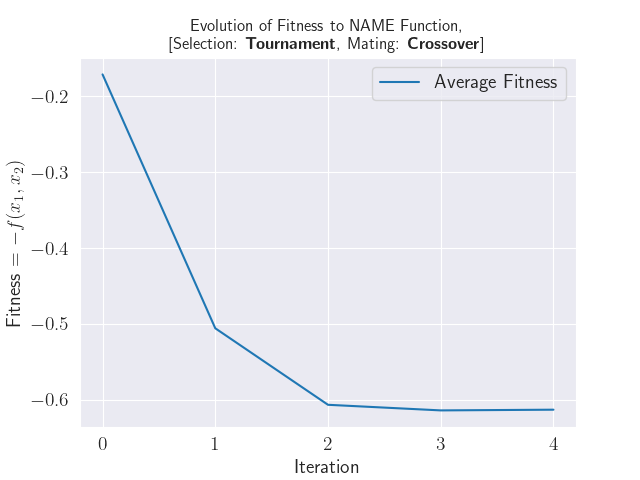 Evolution of Fitness to NAME Function,
[Selection: Tournament, Mating: Crossover]
Average Fitness
Fitness = −f(x₁, x₂)
−0.2
−0.3
−0.4
−0.5
−0.6
0 1 2 3 4
Iteration